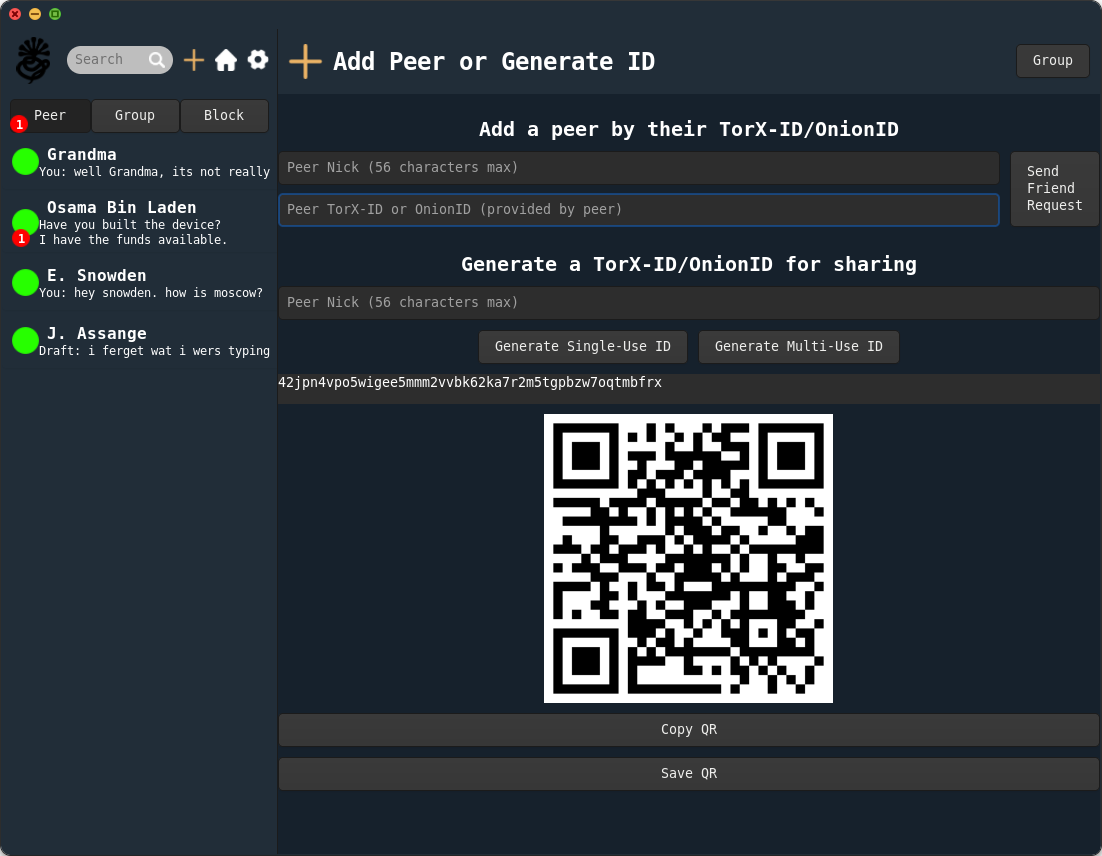 Search
Add Peer or Generate ID
Group
Peer
Group
Block
1
Grandma
You: well Grandma, its not really
Osama Bin Laden
Have you built the device?
I have the funds available.
1
E. Snowden
You: hey snowden. how is moscow?
J. Assange
Draft: i ferget wat i wers typing
Add a peer by their TorX-ID/OnionID
Peer Nick (56 characters max)
Peer TorX-ID or OnionID (provided by peer)
Send
Friend
Request
Generate a TorX-ID/OnionID for sharing
Peer Nick (56 characters max)
Generate Single-Use ID
Generate Multi-Use ID
42jpn4vpo5wigee5mmm2vvbk62ka7r2m5tgpbzw7oqtmbfrx
Copy QR
Save QR